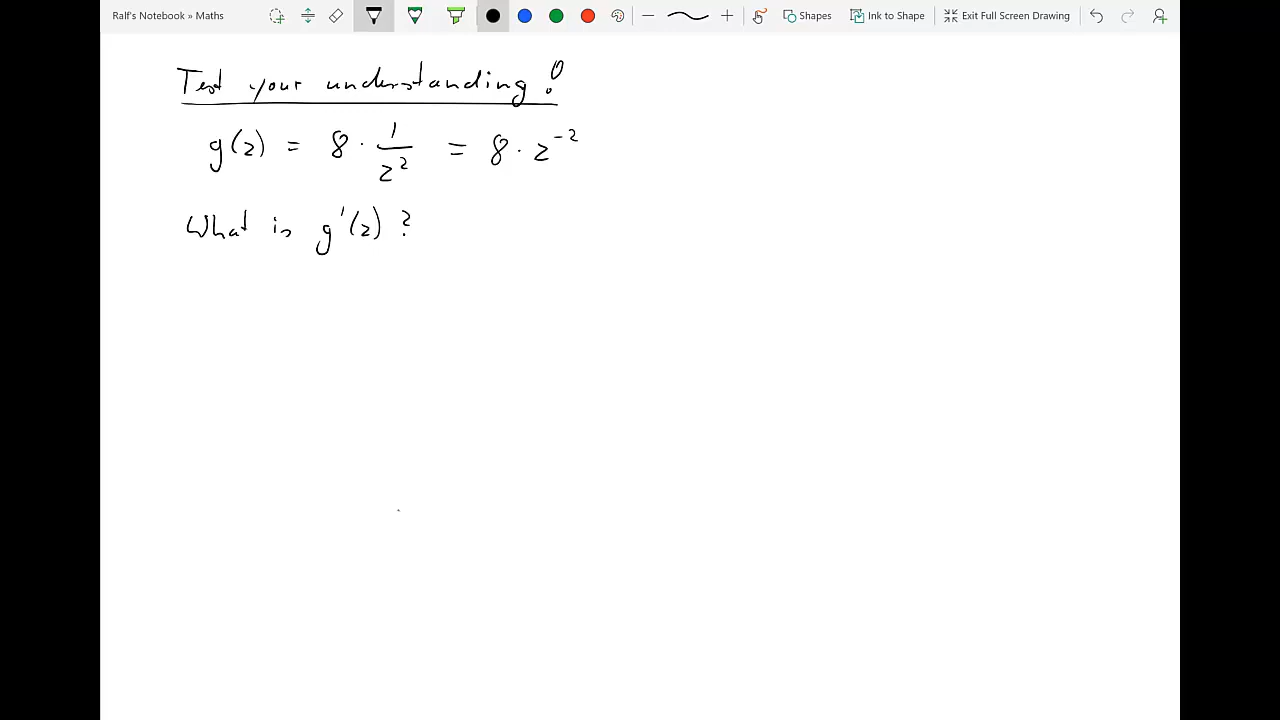 Ralf's Notebook » Maths Shapes Ink to Shape Exit Full Screen Drawing
Test your understanding!
g(z) = 8 · 1/z² = 8 · z⁻²
What is g'(z) ?